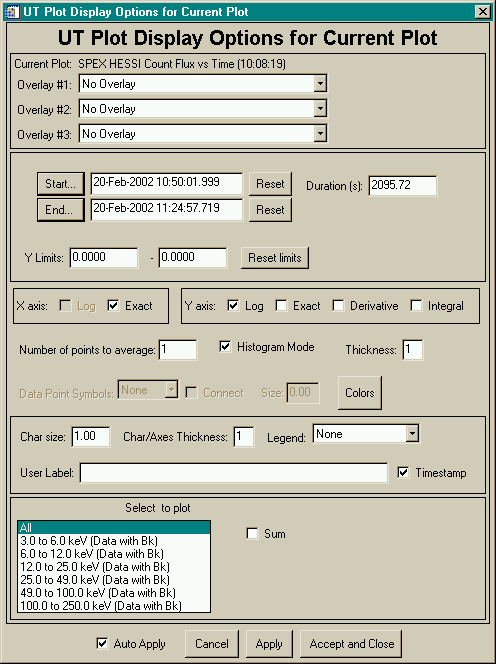 UT Plot Display Options for Current Plot
UT Plot Display Options for Current Plot
Current Plot: SPEX HESSI Count Flux vs Time (10:08:19)
Overlay #1: No Overlay
Overlay #2: No Overlay
Overlay #3: No Overlay
Start... 20-Feb-2002 10:50:01.999 Reset Duration (s): 2095.72
End... 20-Feb-2002 11:24:57.719 Reset
Y Limits: 0.0000 - 0.0000 Reset limits
X axis: Log Exact Y axis: Log Exact Derivative Integral
Number of points to average: 1 Histogram Mode Thickness: 1
Data Point Symbols: None Connect Size: 0.00 Colors
Char size: 1.00 Char/Axes Thickness: 1 Legend: None
User Label: Timestamp
Select to plot
All
Sum
3.0 to 6.0 keV (Data with Bk)
6.0 to 12.0 keV (Data with Bk)
12.0 to 25.0 keV (Data with Bk)
25.0 to 49.0 keV (Data with Bk)
49.0 to 100.0 keV (Data with Bk)
100.0 to 250.0 keV (Data with Bk)
Auto Apply Cancel Apply Accept and Close